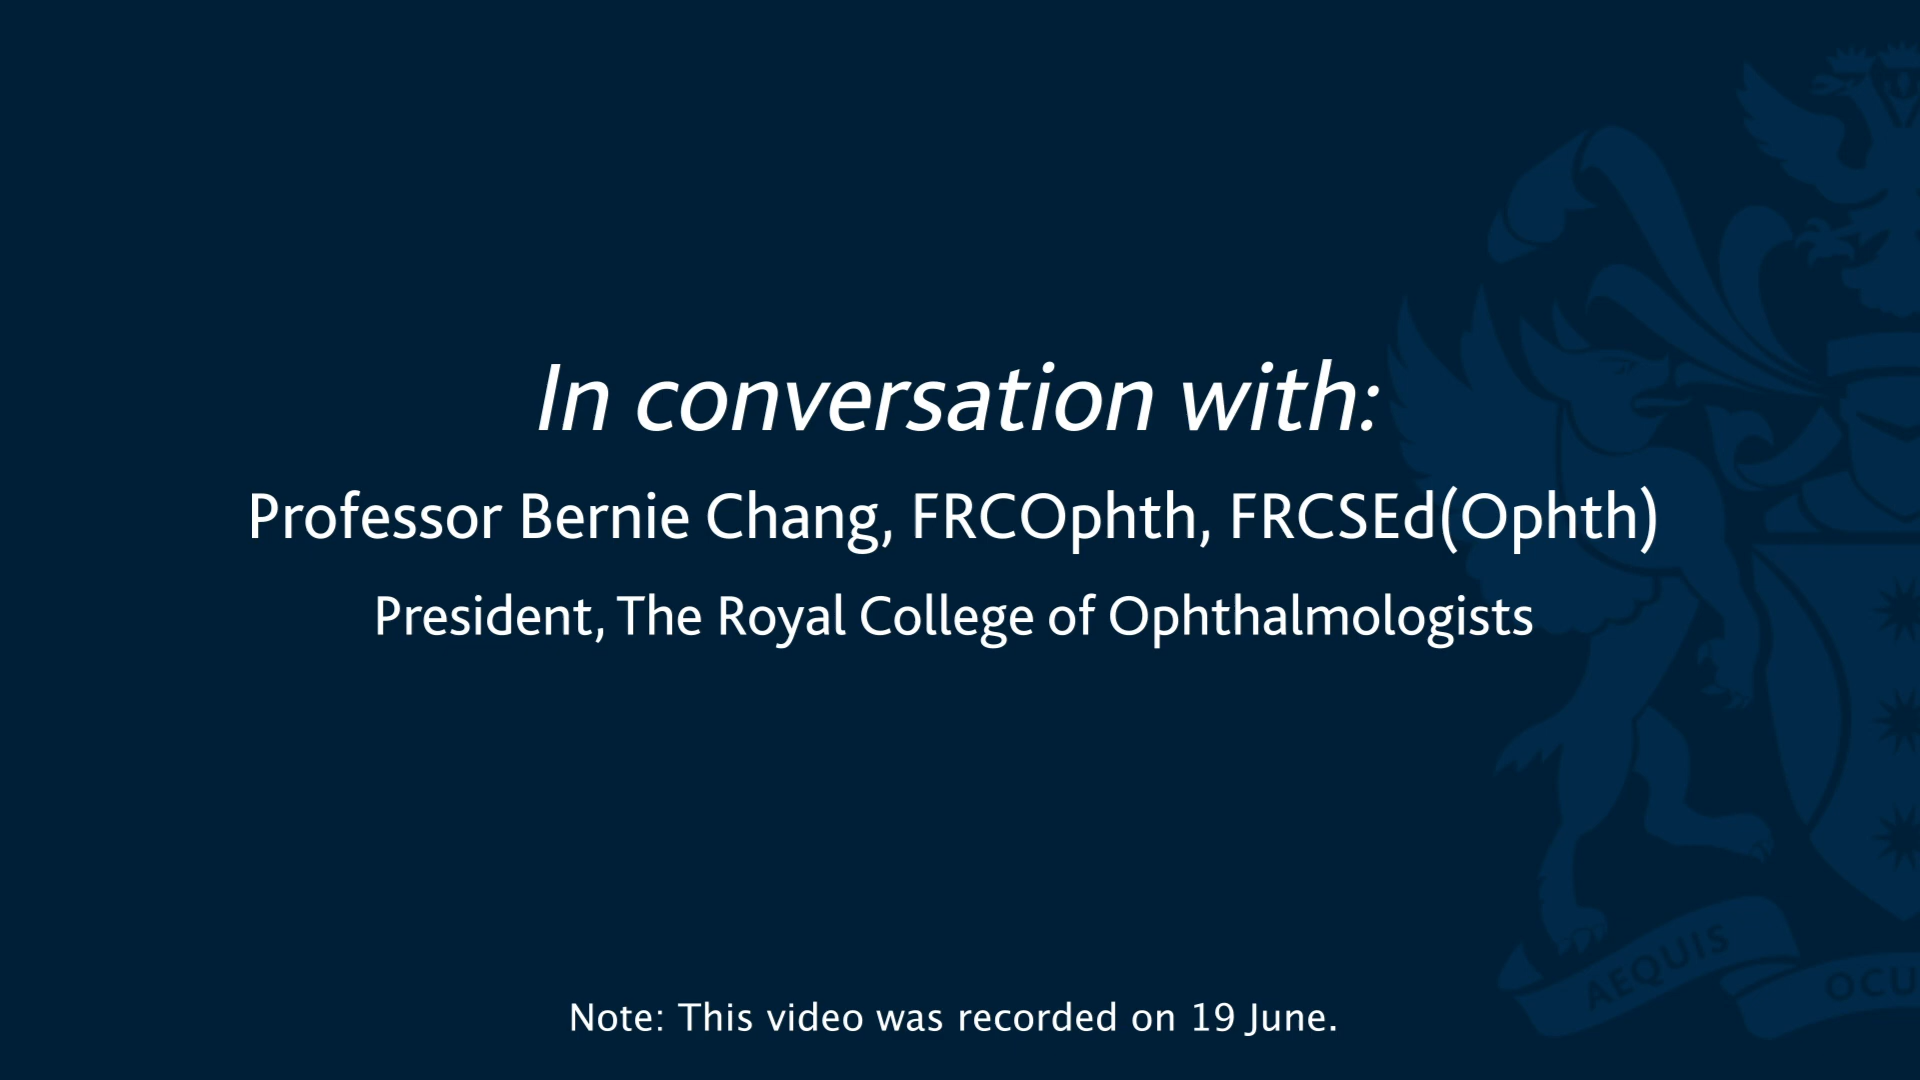 In conversation with:
Professor Bernie Chang, FRCOphth, FRCSEd(Ophth)
President, The Royal College of Ophthalmologists
AEQUIS
OCU
Note: This video was recorded on 19 June.